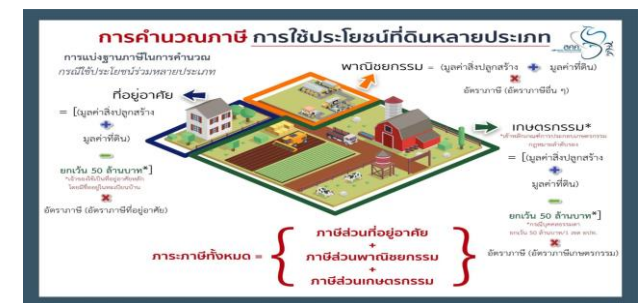 การคำนวณภาษี การใช้ประโยชน์ที่ดินหลายประเภท
สถก
การแบ่งฐานภาษีในการคำนวณ
กรณีใช้ประโยชน์ร่วมหลายประเภท
พาณิชยกรรม = (มูลค่าสิ่งปลูกสร้าง + มูลค่าที่ดิน)
×
อัตราภาษี (อัตราภาษีอื่น ๆ)
ที่อยู่อาศัย
= [(มูลค่าสิ่งปลูกสร้าง
+
มูลค่าที่ดิน)
−
ยกเว้น 50 ล้านบาท*]
×
อัตราภาษี (อัตราภาษีที่อยู่อาศัย)
เกษตรกรรม*
= [(มูลค่าสิ่งปลูกสร้าง
+
มูลค่าที่ดิน)
−
ยกเว้น 50 ล้านบาท*]
×
อัตราภาษี (อัตราภาษีเกษตรกรรม)
ภาระภาษีทั้งหมด = { ภาษีส่วนที่อยู่อาศัย
+
ภาษีส่วนพาณิชยกรรม
+
ภาษีส่วนเกษตรกรรม }